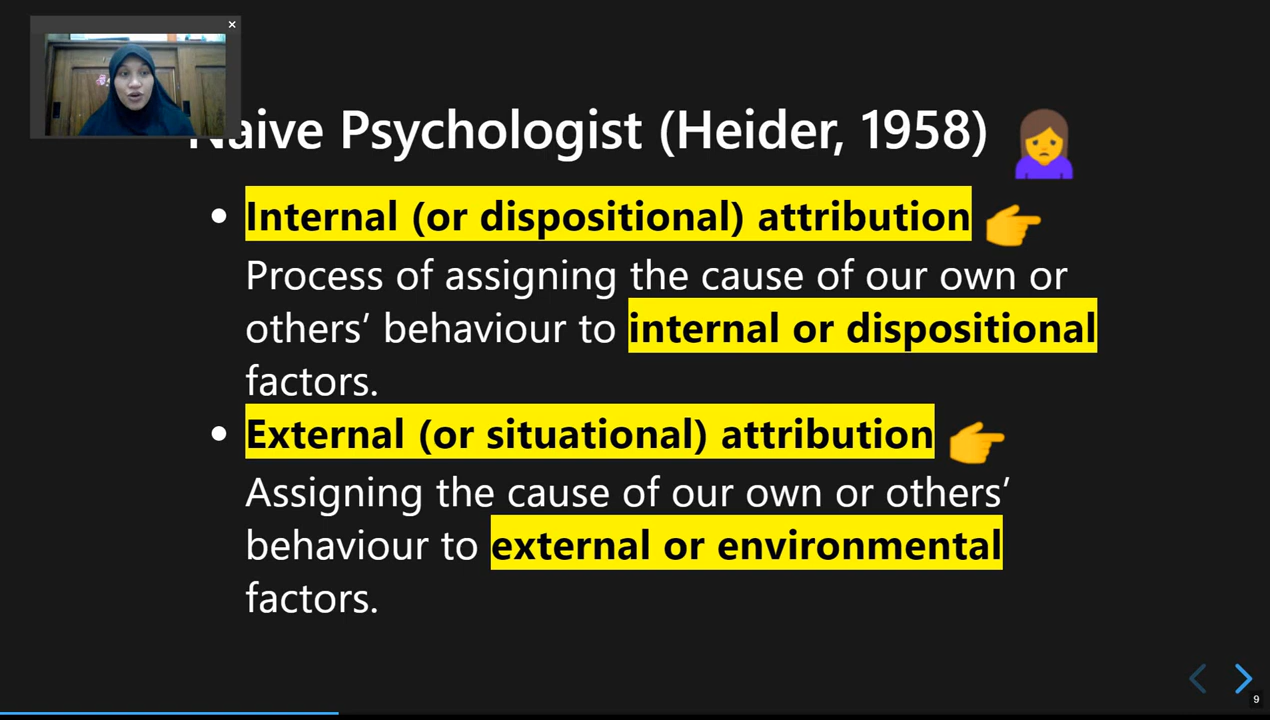 Naive Psychologist (Heider, 1958)
• Internal (or dispositional) attribution
Process of assigning the cause of our own or
others’ behaviour to internal or dispositional
factors.
• External (or situational) attribution
Assigning the cause of our own or others’
behaviour to external or environmental
factors.
9